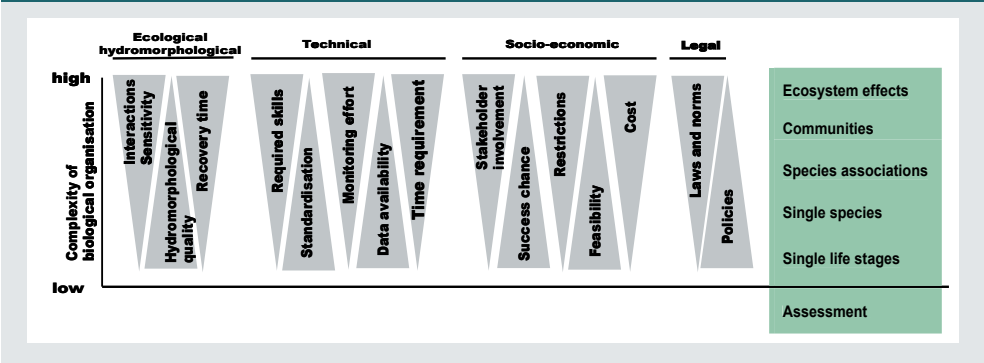 Ecological
hydromorphological
Technical
Socio-economic
Legal
high
Complexity of
biological organisation
low
Interactions
Sensitivity
Hydromorphological
quality
Recovery time
Required skills
Standardisation
Monitoring effort
Data availability
Time requirement
Stakeholder
involvement
Success chance
Restrictions
Feasibility
Cost
Laws and norms
Policies
Ecosystem effects
Communities
Species associations
Single species
Single life stages
Assessment